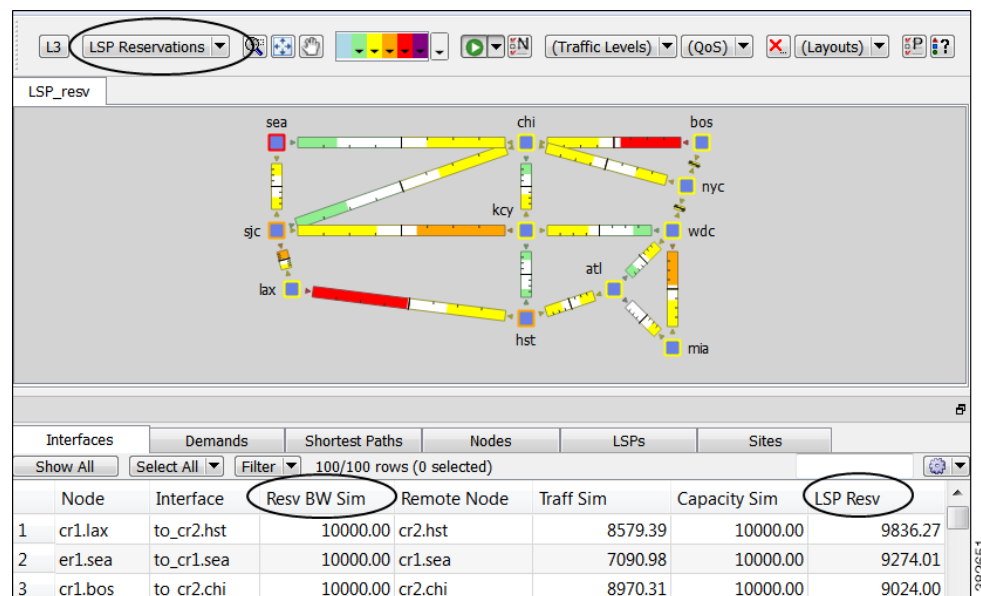 L3 LSP Reservations (Traffic Levels) (QoS) (Layouts)
LSP_resv
sea chi bos
nyc
kcy
sjc wdc
atl
lax
hst
mia
Interfaces Demands Shortest Paths Nodes LSPs Sites
Show All Select All Filter 100/100 rows (0 selected)
Node Interface Resv BW Sim Remote Node Traff Sim Capacity Sim LSP Resv
1 cr1.lax to_cr2.hst 10000.00 cr2.hst 8579.39 10000.00 9836.27
2 er1.sea to_cr1.sea 10000.00 cr1.sea 7090.98 10000.00 9274.01
3 cr1.bos to_cr2.chi 10000.00 cr2.chi 8970.31 10000.00 9024.00